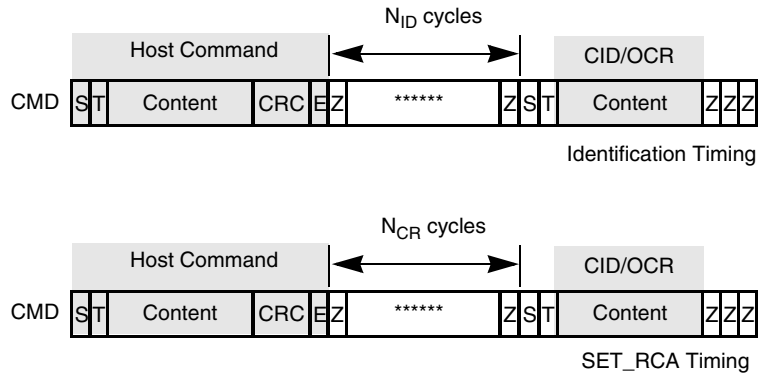 N_ID cycles
Host Command CID/OCR
CMD S T Content CRC E Z ****** Z S T Content Z Z Z
Identification Timing
N_CR cycles
Host Command CID/OCR
CMD S T Content CRC E Z ****** Z S T Content Z Z Z
SET_RCA Timing